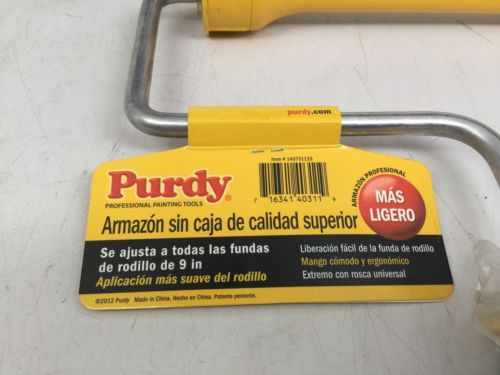 purdy.com
Item # 140751129
Purdy®
PROFESSIONAL PAINTING TOOLS
7 16341 40311 9
ARMAZÓN PROFESIONAL
MÁS
LIGERO
Armazón sin caja de calidad superior
Se ajusta a todas las fundas
de rodillo de 9 in
Aplicación más suave del rodillo
Liberación fácil de la funda de rodillo
Mango cómodo y ergonómico
Extremo con rosca universal
©2012 Purdy Made in China. Hecho en China. Patente peniente.